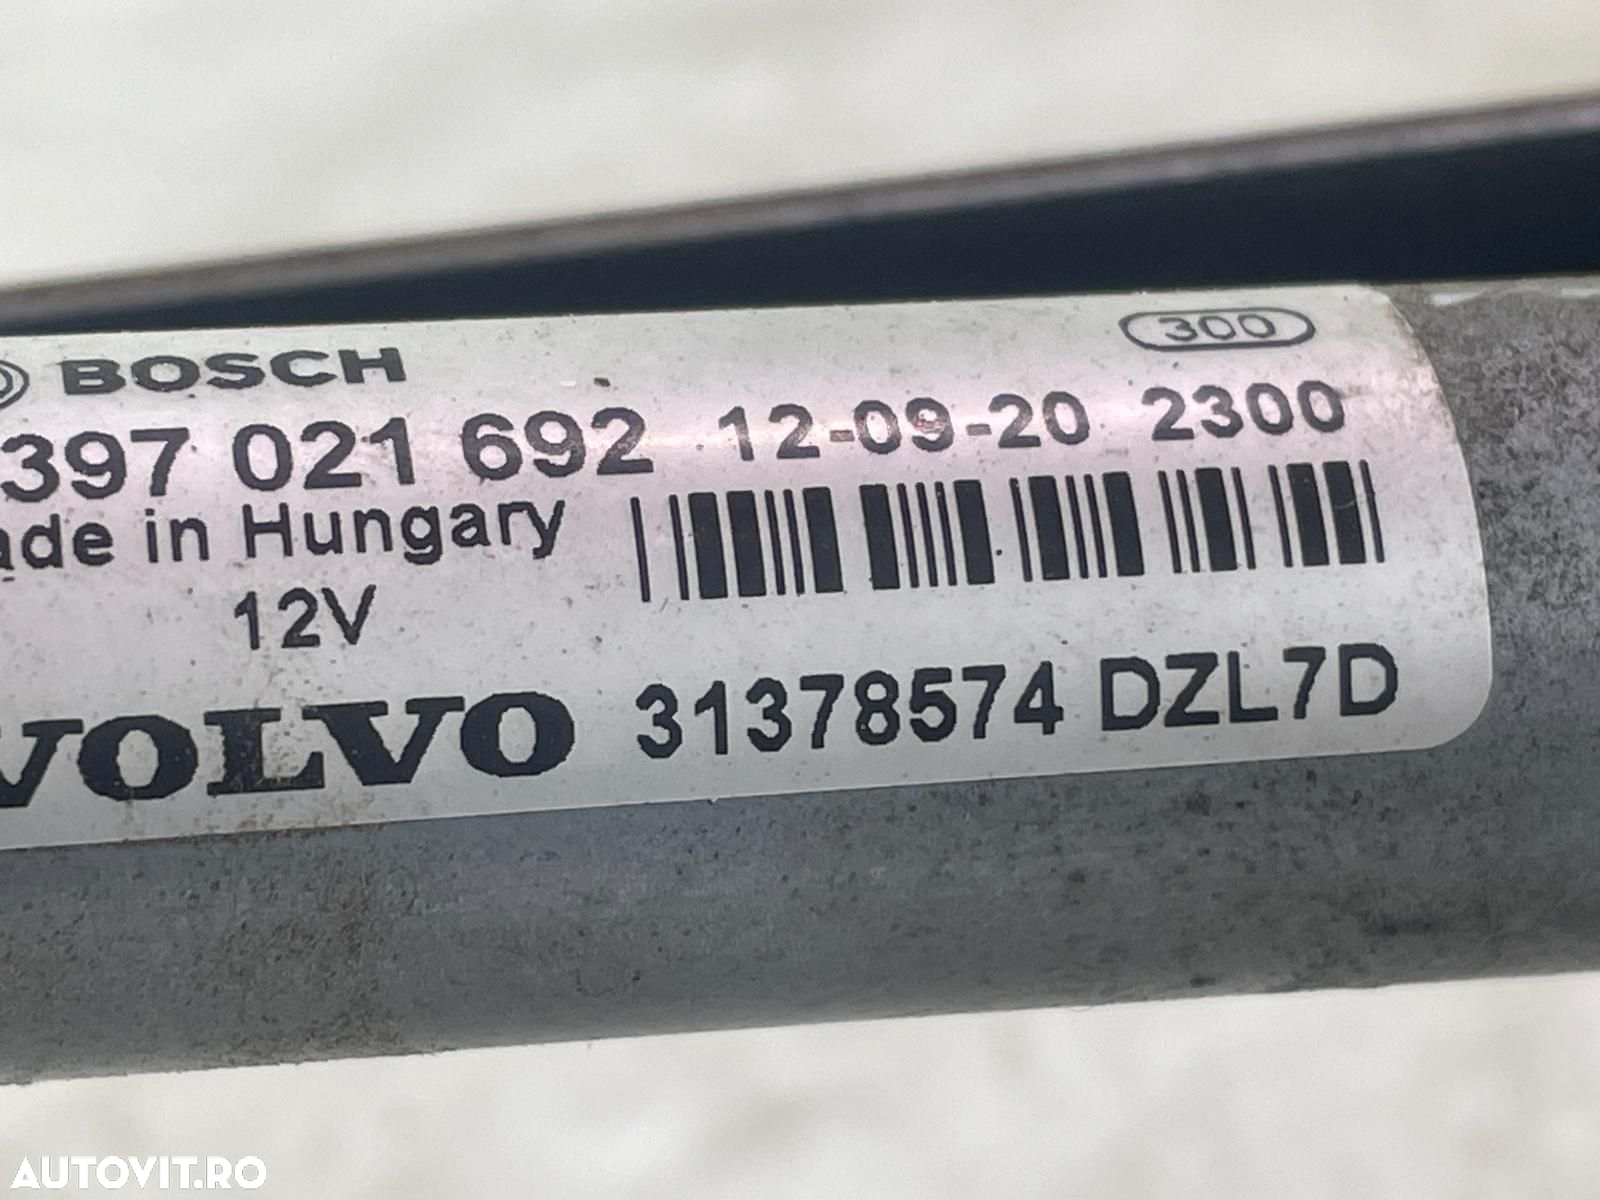 300
BOSCH
397 021 692 12-09-20 2300
ade in Hungary
12V
VOLVO 31378574 DZL7D
AUTOVIT.RO